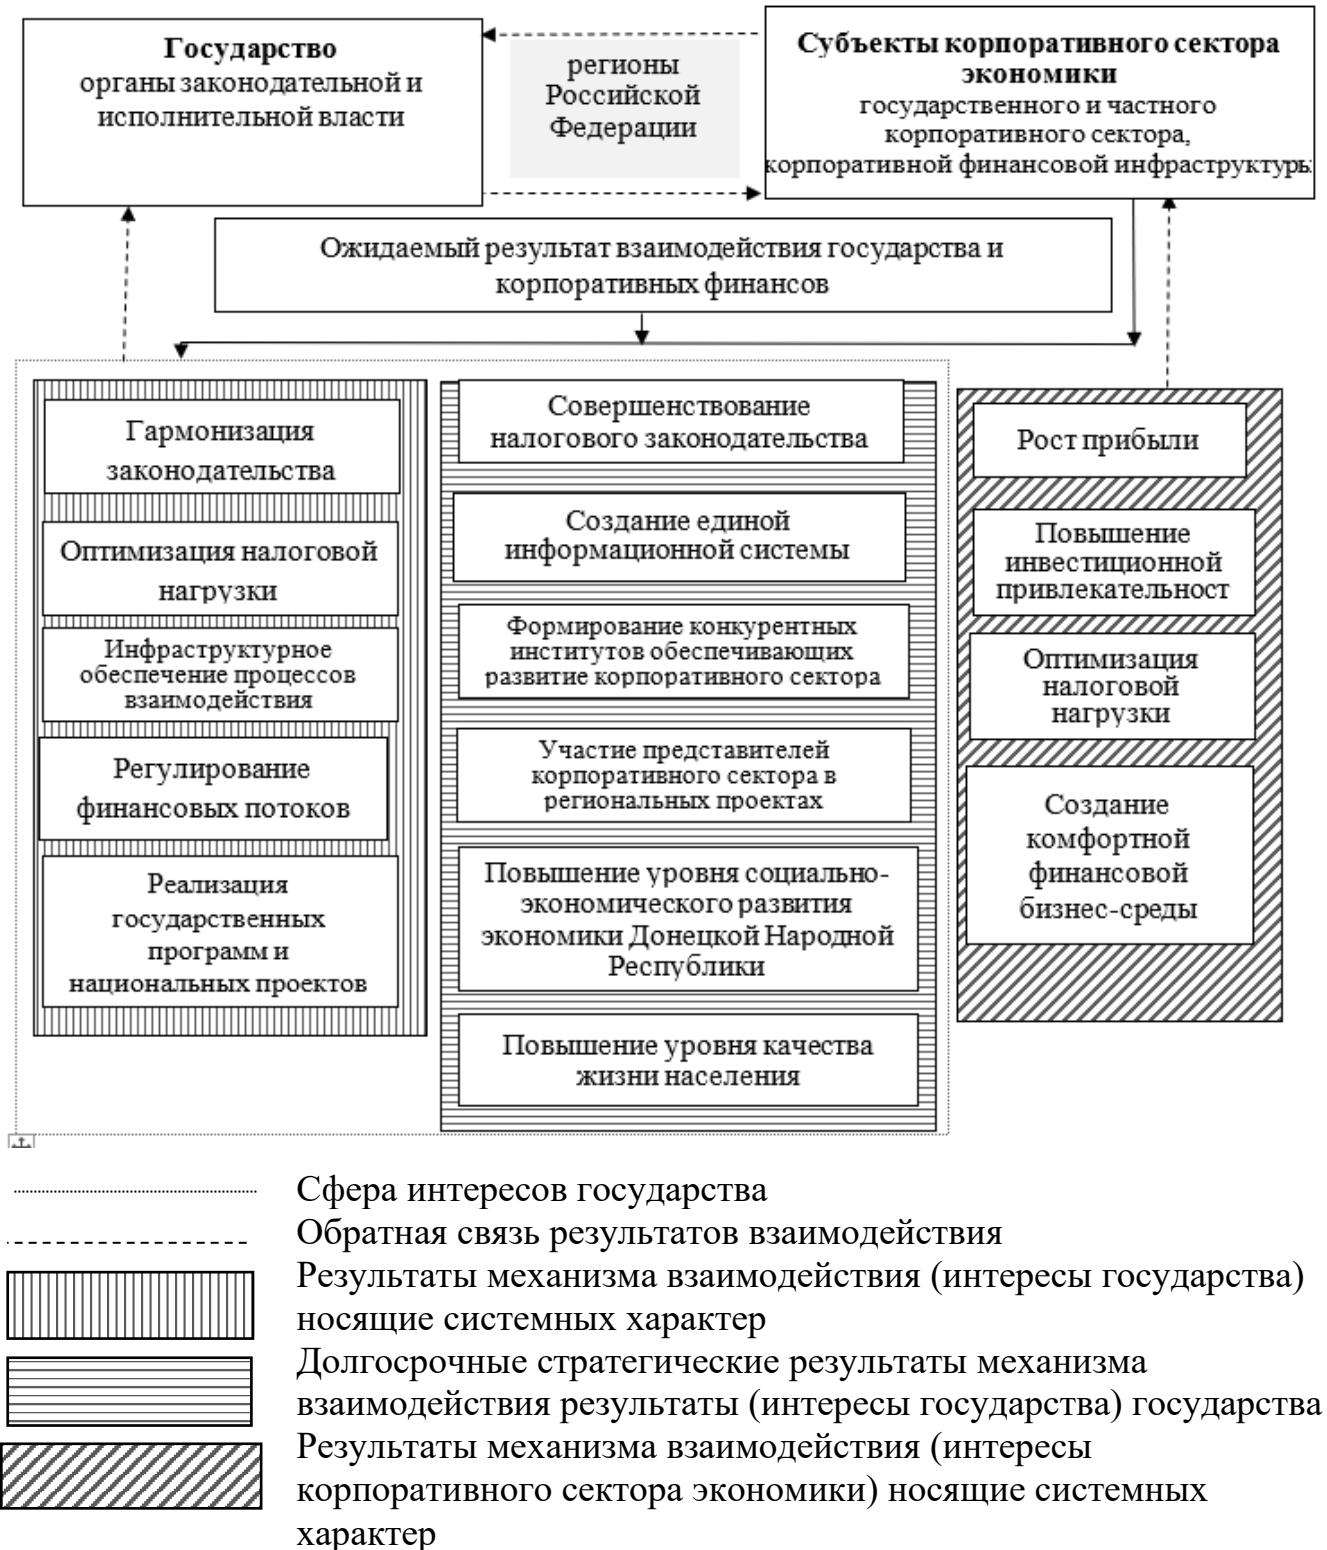 Государство
органы законодательной и
исполнительной власти
регионы
Российской
Федерации
Субъекты корпоративного сектора
экономики
государственного и частного
корпоративного сектора,
корпоративной финансовой инфраструктуры
Ожидаемый результат взаимодействия государства и
корпоративных финансов
Гармонизация
законодательства
Оптимизация налоговой
нагрузки
Инфраструктурное
обеспечение процессов
взаимодействия
Регулирование
финансовых потоков
Реализация
государственных
программ и
национальных проектов
Совершенствование
налогового законодательства
Создание единой
информационной системы
Формирование конкурентных
институтов обеспечивающих
развитие корпоративного сектора
Участие представителей
корпоративного сектора в
региональных проектах
Повышение уровня социально-
экономического развития
экономики Донецкой Народной
Республики
Повышение уровня качества
жизни населения
Рост прибыли
Повышение
инвестиционной
привлекательност
Оптимизация
налоговой
нагрузки
Создание
комфортной
финансовой
бизнес-среды
Сфера интересов государства
Обратная связь результатов взаимодействия
Результаты механизма взаимодействия (интересы государства)
носящие системных характер
Долгосрочные стратегические результаты механизма
взаимодействия результаты (интересы государства) государства
Результаты механизма взаимодействия (интересы
корпоративного сектора экономики) носящие системных
характер